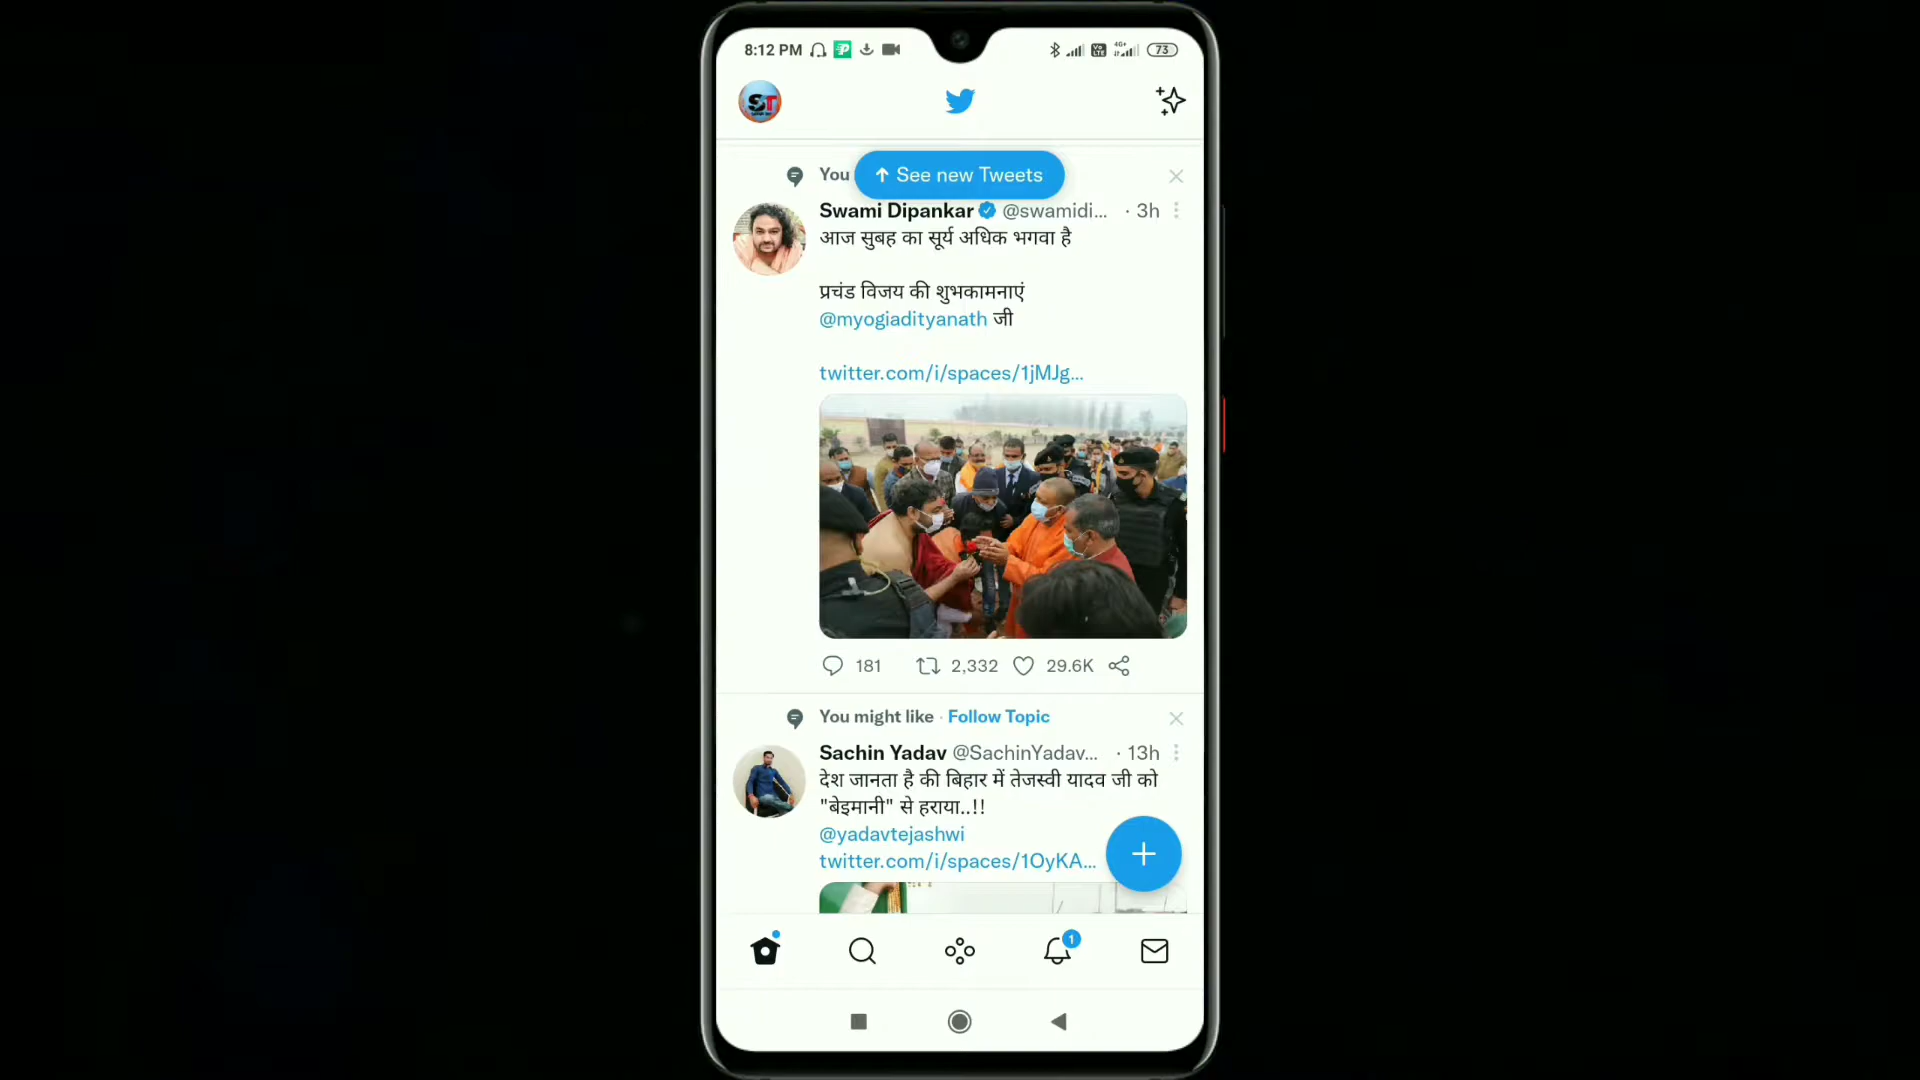 8:12 PM
73
ST
You
See new Tweets
Swami Dipankar @swamidi... · 3h
आज सुबह का सूर्य अधिक भगवा है
प्रचंड विजय की शुभकामनाएं
@myogiadityanath जी
twitter.com/i/spaces/1jMJg...
181 2,332 29.6K
You might like · Follow Topic
Sachin Yadav @SachinYadav... · 13h
देश जानता है की बिहार में तेजस्वी यादव जी को
"बेइमानी" से हराया..!!
@yadavtejashwi
twitter.com/i/spaces/1OyKA...
1